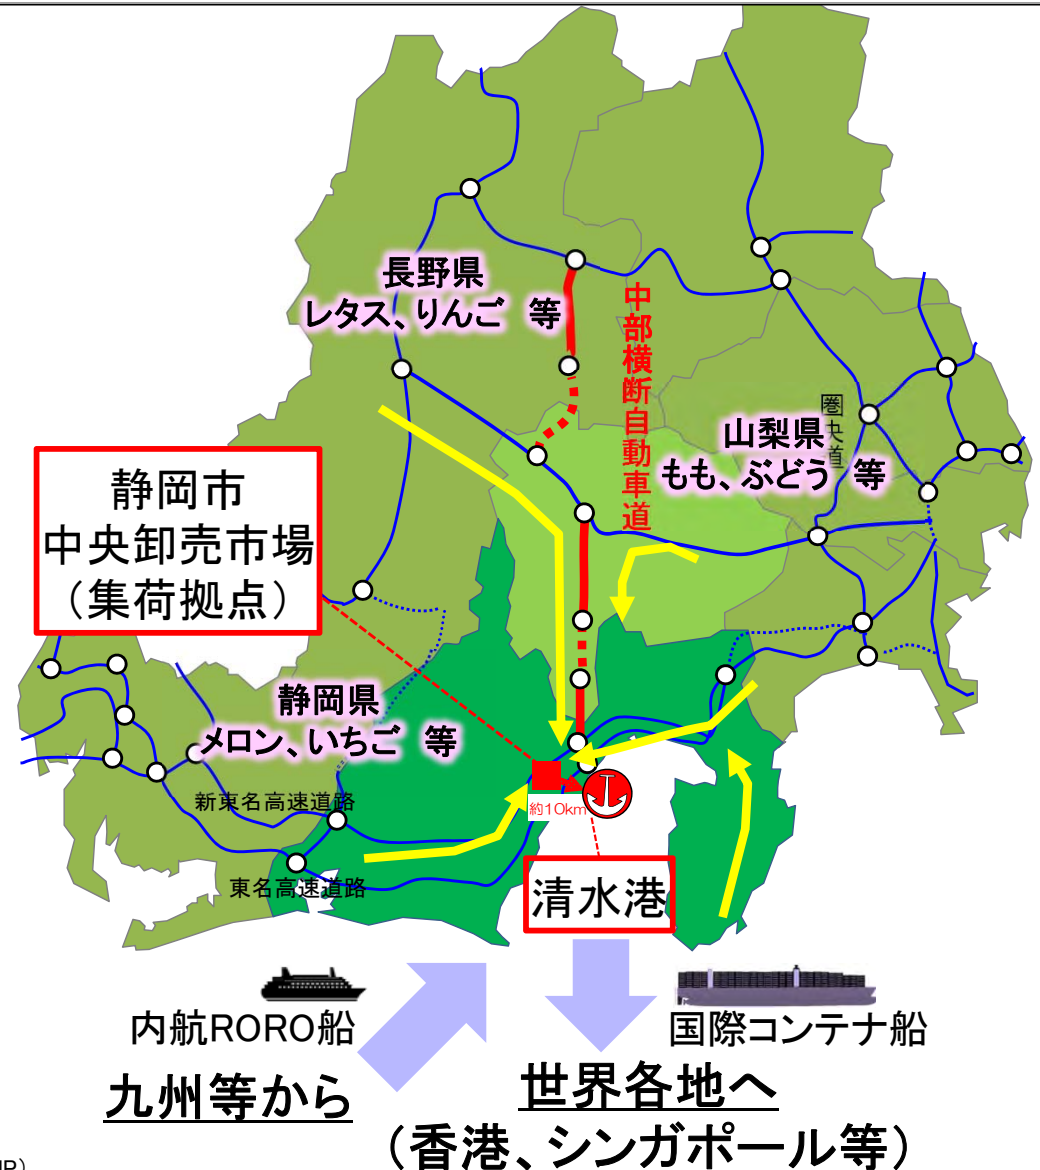 長野県
レタス、りんご 等
中部横断自動車道
圏央道
山梨県
もも、ぶどう 等
静岡市
中央卸売市場
（集荷拠点）
静岡県
メロン、いちご 等
新東名高速道路
約10km
東名高速道路
清水港
内航RORO船
国際コンテナ船
九州等から
世界各地へ
（香港、シンガポール等）